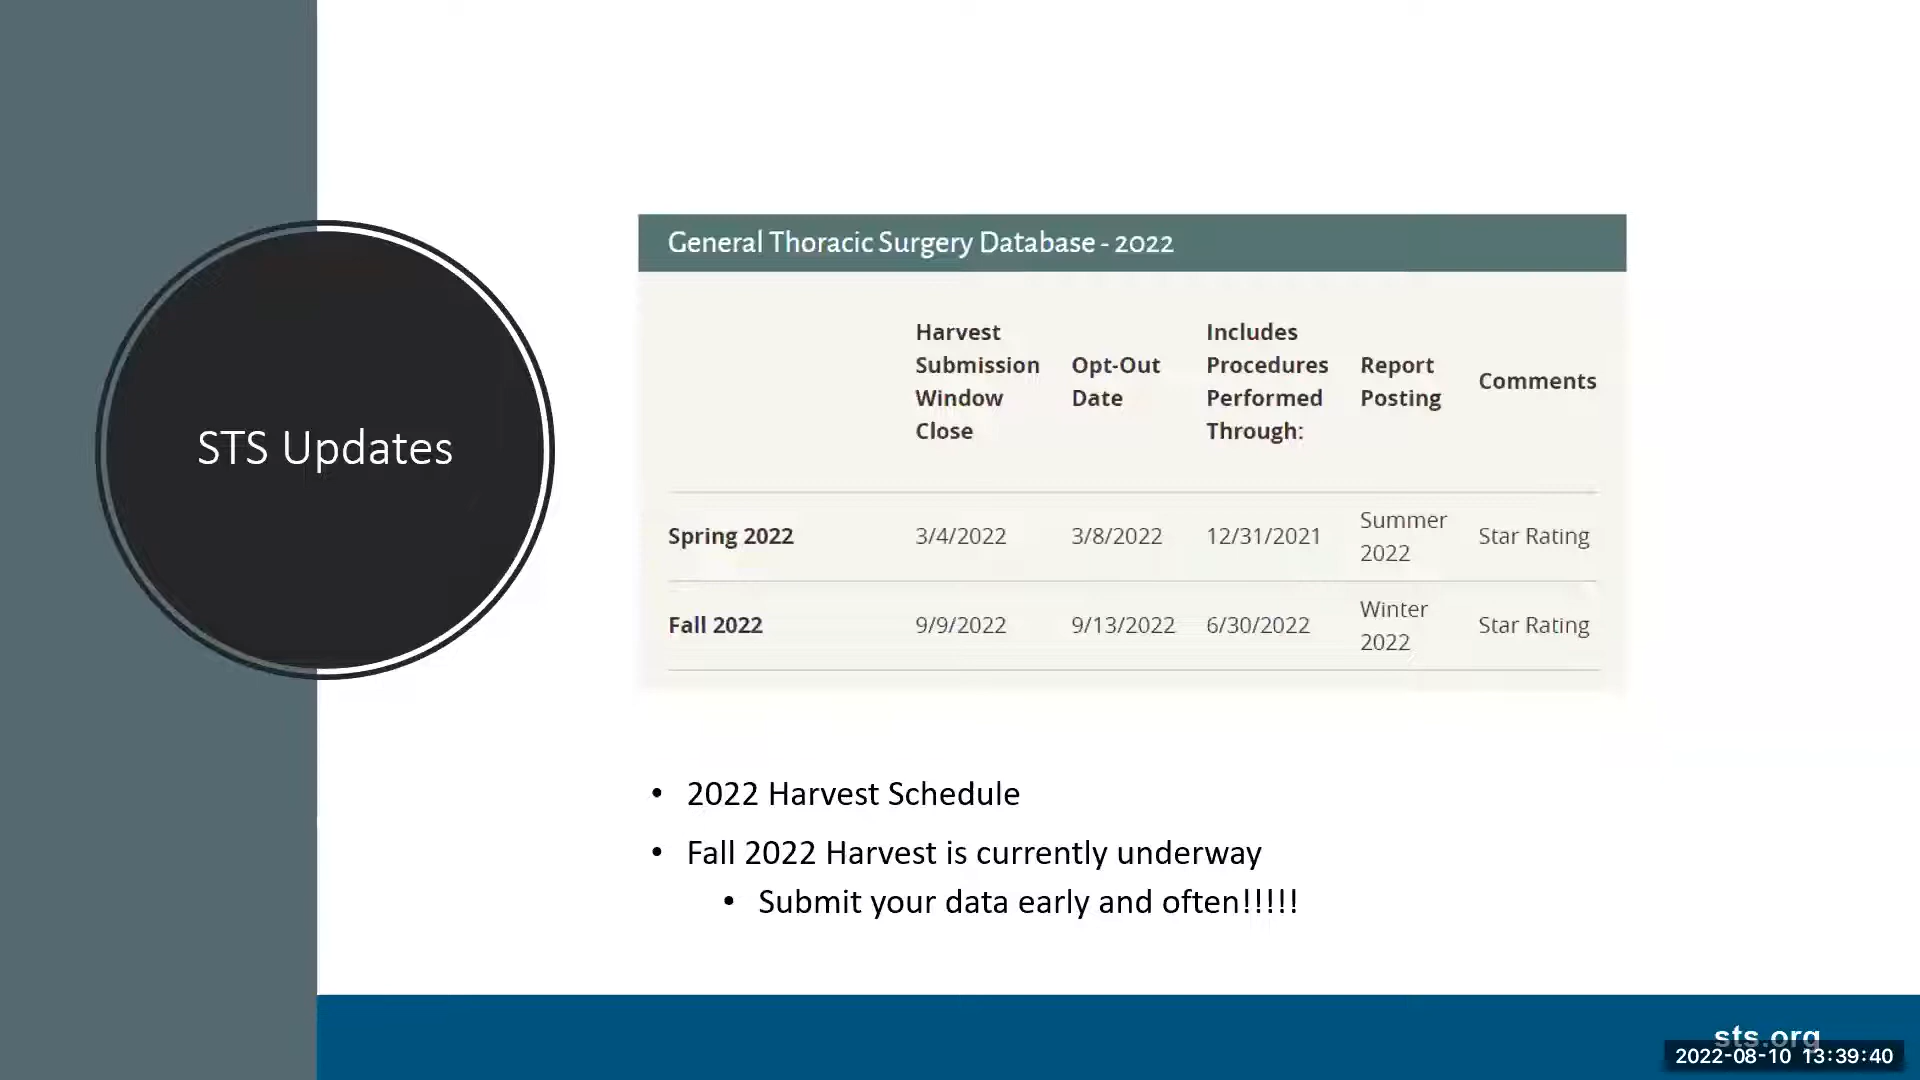 STS Updates
General Thoracic Surgery Database - 2022
Harvest Submission Window Close
Opt-Out Date
Includes Procedures Performed Through:
Report Posting
Comments
Spring 2022 3/4/2022 3/8/2022 12/31/2021 Summer 2022 Star Rating
Fall 2022 9/9/2022 9/13/2022 6/30/2022 Winter 2022 Star Rating
• 2022 Harvest Schedule
• Fall 2022 Harvest is currently underway
• Submit your data early and often!!!!!
sts.org
2022-08-10 13:39:40